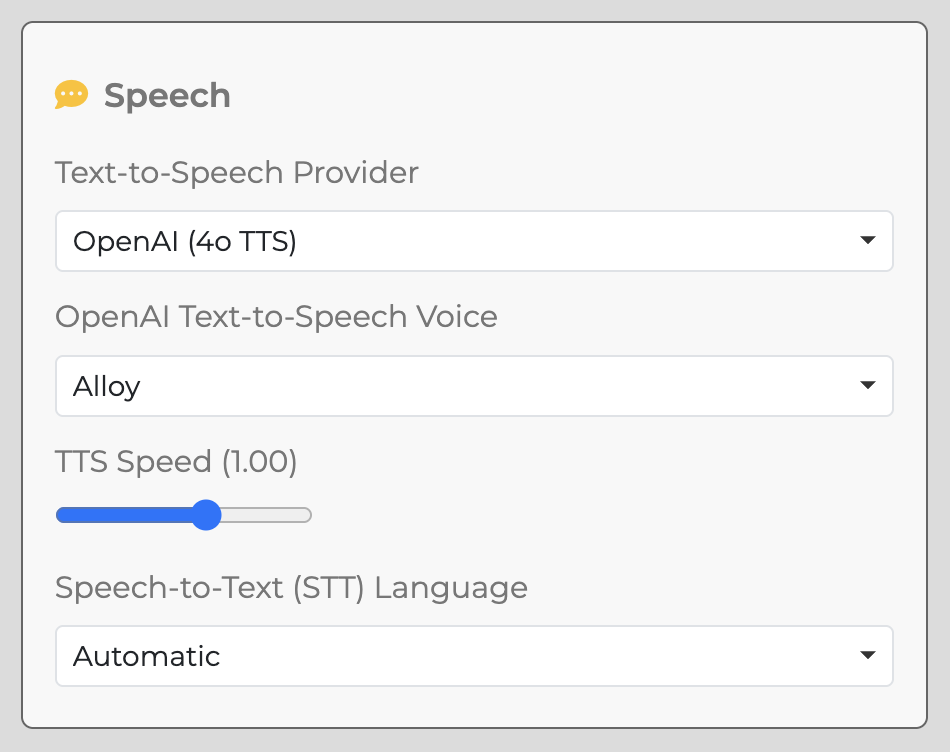 Speech
Text-to-Speech Provider
OpenAI (4o TTS)
OpenAI Text-to-Speech Voice
Alloy
TTS Speed (1.00)
Speech-to-Text (STT) Language
Automatic